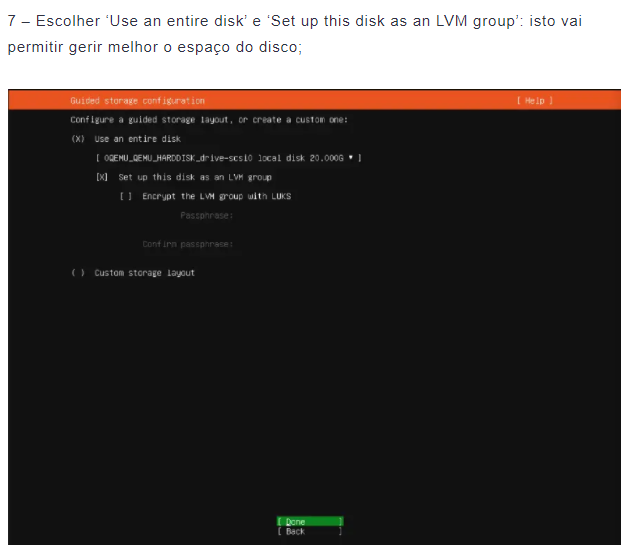 7 – Escolher ‘Use an entire disk’ e ‘Set up this disk as an LVM group’: isto vai
permitir gerir melhor o espaço do disco;
Guided storage configuration [ Help ]
Configure a guided storage layout, or create a custom one:
(X) Use an entire disk
[ 0QEMU_QEMU_HARDDISK_drive-scsi0 local disk 20.000G ▾ ]
[X] Set up this disk as an LVM group
[ ] Encrypt the LVM group with LUKS
Passphrase:
Confirm passphrase:
( ) Custom storage layout
[ Done ]
[ Back ]